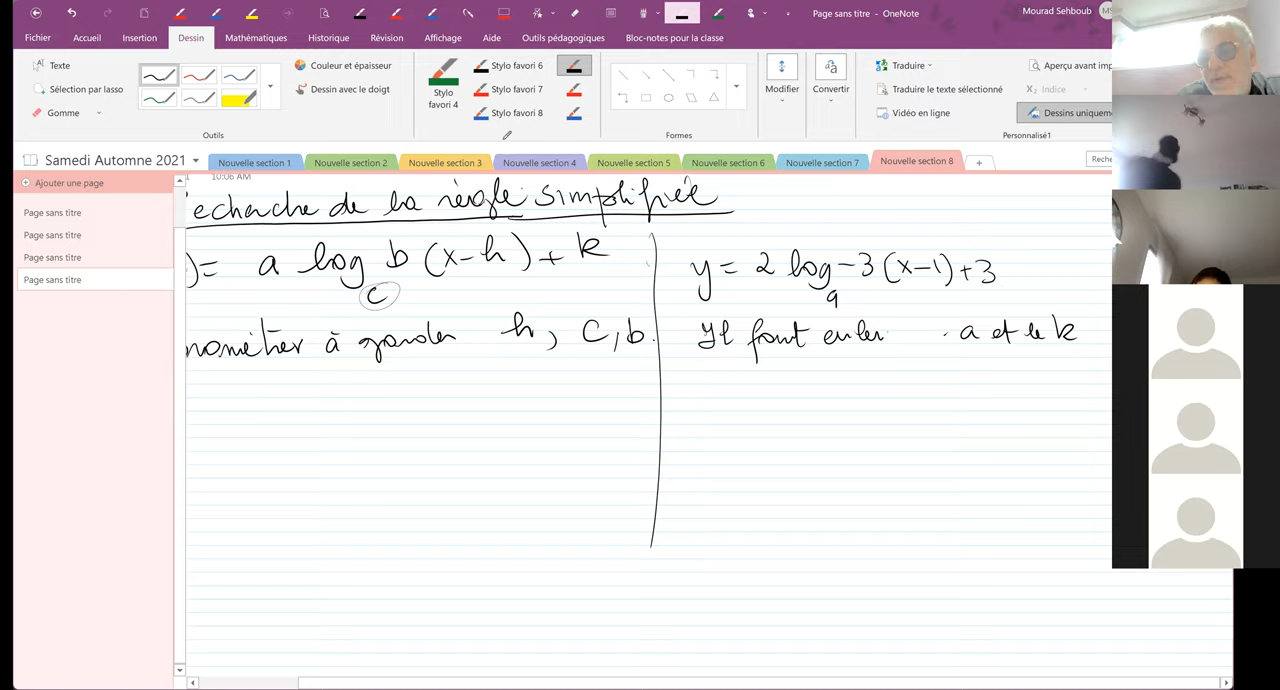 Page sans titre - OneNote
Mourad Sehboub
MS
Fichier Accueil Insertion Dessin Mathématiques Historique Révision Affichage Aide Outils pédagogiques Bloc-notes pour la classe
Texte
Sélection par lasso
Gomme
Outils
Couleur et épaisseur
Dessin avec le doigt
Stylo favori 4
Stylo favori 6
Stylo favori 7
Stylo favori 8
Formes
Modifier
Convertir
Traduire
Traduire le texte sélectionné
Vidéo en ligne
Aperçu avant imp
Indice
Dessins uniqueme
Personnalisé1
Samedi Automne 2021
Nouvelle section 1 Nouvelle section 2 Nouvelle section 3 Nouvelle section 4 Nouvelle section 5 Nouvelle section 6 Nouvelle section 7 Nouvelle section 8 +
Reche
Ajouter une page
Page sans titre
Page sans titre
Page sans titre
Page sans titre
1 10:06 AM
echerche de la règle simplifiée
)= a log b (x-h) + k
c
à garder h, C, b.
y = 2 log -3 (x-1) + 3
Il faut a et le k